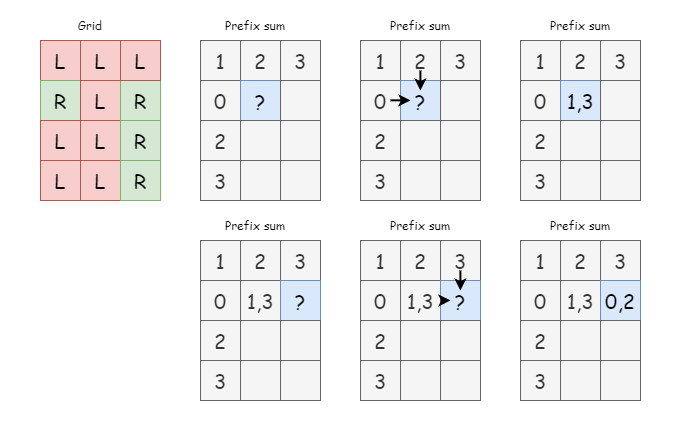 Grid Prefix sum Prefix sum Prefix sum
L L L 1 2 3 1 2 3 1 2 3
R L R 0 ? 0 ? 0 1,3
L L R 2 2 2
L L R 3 3 3
Prefix sum Prefix sum Prefix sum
1 2 3 1 2 3 1 2 3
0 1,3 ? 0 1,3 ? 0 1,3 0,2
2 2 2
3 3 3